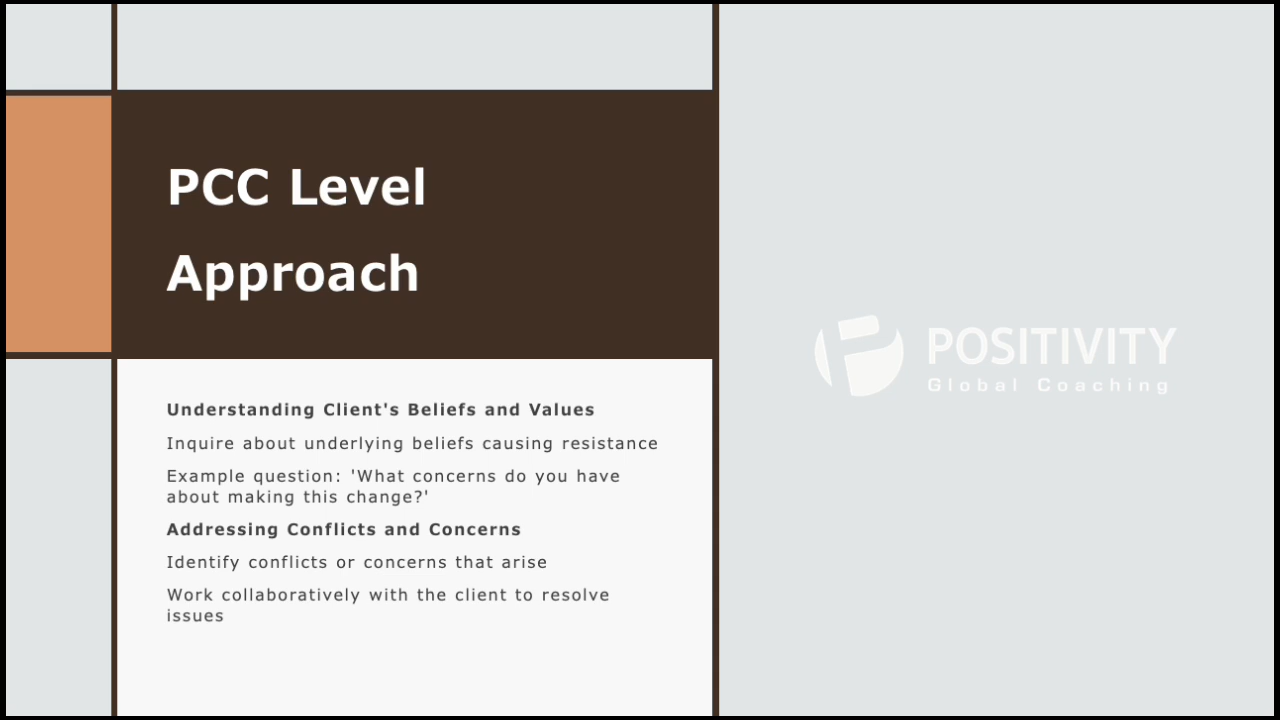 PCC Level
Approach
Understanding Client's Beliefs and Values
Inquire about underlying beliefs causing resistance
Example question: 'What concerns do you have
about making this change?'
Addressing Conflicts and Concerns
Identify conflicts or concerns that arise
Work collaboratively with the client to resolve
issues
POSITIVITY
Global Coaching